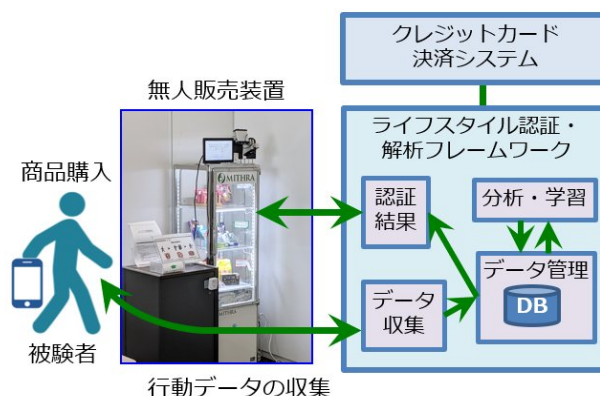 クレジットカード
決済システム
無人販売装置
ライフスタイル認証・
解析フレームワーク
商品購入
MITHRA
認証
結果
分析・学習
データ管理
DB
データ
収集
被験者
行動データの収集